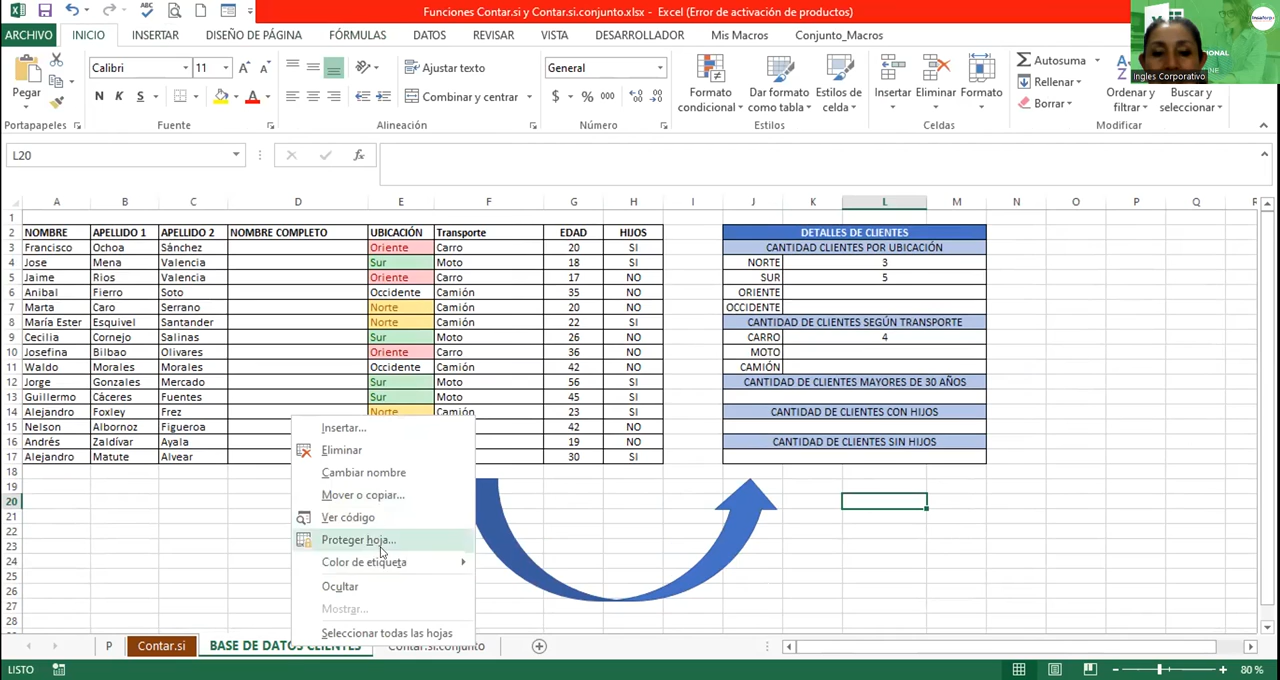 Funciones Contar.si y Contar.si.conjunto.xlsx - Excel (Error de activación de productos)
ARCHIVO INICIO INSERTAR DISEÑO DE PÁGINA FÓRMULAS DATOS REVISAR VISTA DESARROLLADOR Mis Macros Conjunto_Macros
Ingles Corporativo
Calibri 11 Ajustar texto General Autosuma
Pegar N K S Combinar y centrar $ % 000 Formato condicional Dar formato como tabla Estilos de celda Insertar Eliminar Formato Rellenar Borrar Ordenar y filtrar Buscar y seleccionar
Portapapeles Fuente Alineación Número Estilos Celdas Modificar
L20 fx
A B C D E F G H I J K L M N O P Q R
1
2 NOMBRE APELLIDO 1 APELLIDO 2 NOMBRE COMPLETO UBICACIÓN Transporte EDAD HIJOS DETALLES DE CLIENTES
3 Francisco Ochoa Sánchez Oriente Carro 20 SI CANTIDAD CLIENTES POR UBICACIÓN
4 Jose Mena Valencia Sur Moto 18 SI NORTE 3
5 Jaime Rios Valencia Oriente Carro 17 NO SUR 5
6 Anibal Fierro Soto Occidente Camión 35 NO ORIENTE
7 Marta Caro Serrano Norte Camión 20 NO OCCIDENTE
8 María Ester Esquivel Santander Norte Camión 22 SI CANTIDAD DE CLIENTES SEGÚN TRANSPORTE
9 Cecilia Cornejo Salinas Sur Moto 26 NO CARRO 4
10 Josefina Bilbao Olivares Oriente Carro 36 NO MOTO
11 Waldo Morales Morales Occidente Camión 42 NO CAMIÓN
12 Jorge Gonzales Mercado Sur Moto 56 SI CANTIDAD DE CLIENTES MAYORES DE 30 AÑOS
13 Guillermo Cáceres Fuentes Sur Moto 45 SI
14 Alejandro Foxley Frez Norte Camión 23 SI CANTIDAD DE CLIENTES CON HIJOS
15 Nelson Albornoz Figueroa 42 NO
16 Andrés Zaldívar Ayala 19 NO CANTIDAD DE CLIENTES SIN HIJOS
17 Alejandro Matute Alvear 30 SI
18
19
20
21
22
23
24
25
26
27
Insertar...
Eliminar
Cambiar nombre
Mover o copiar...
Ver código
Proteger hoja...
Color de etiqueta
Ocultar
Mostrar...
Seleccionar todas las hojas
P Contar.si BASE DE DATOS CLIENTES Contar.si.conjunto
LISTO 80 %